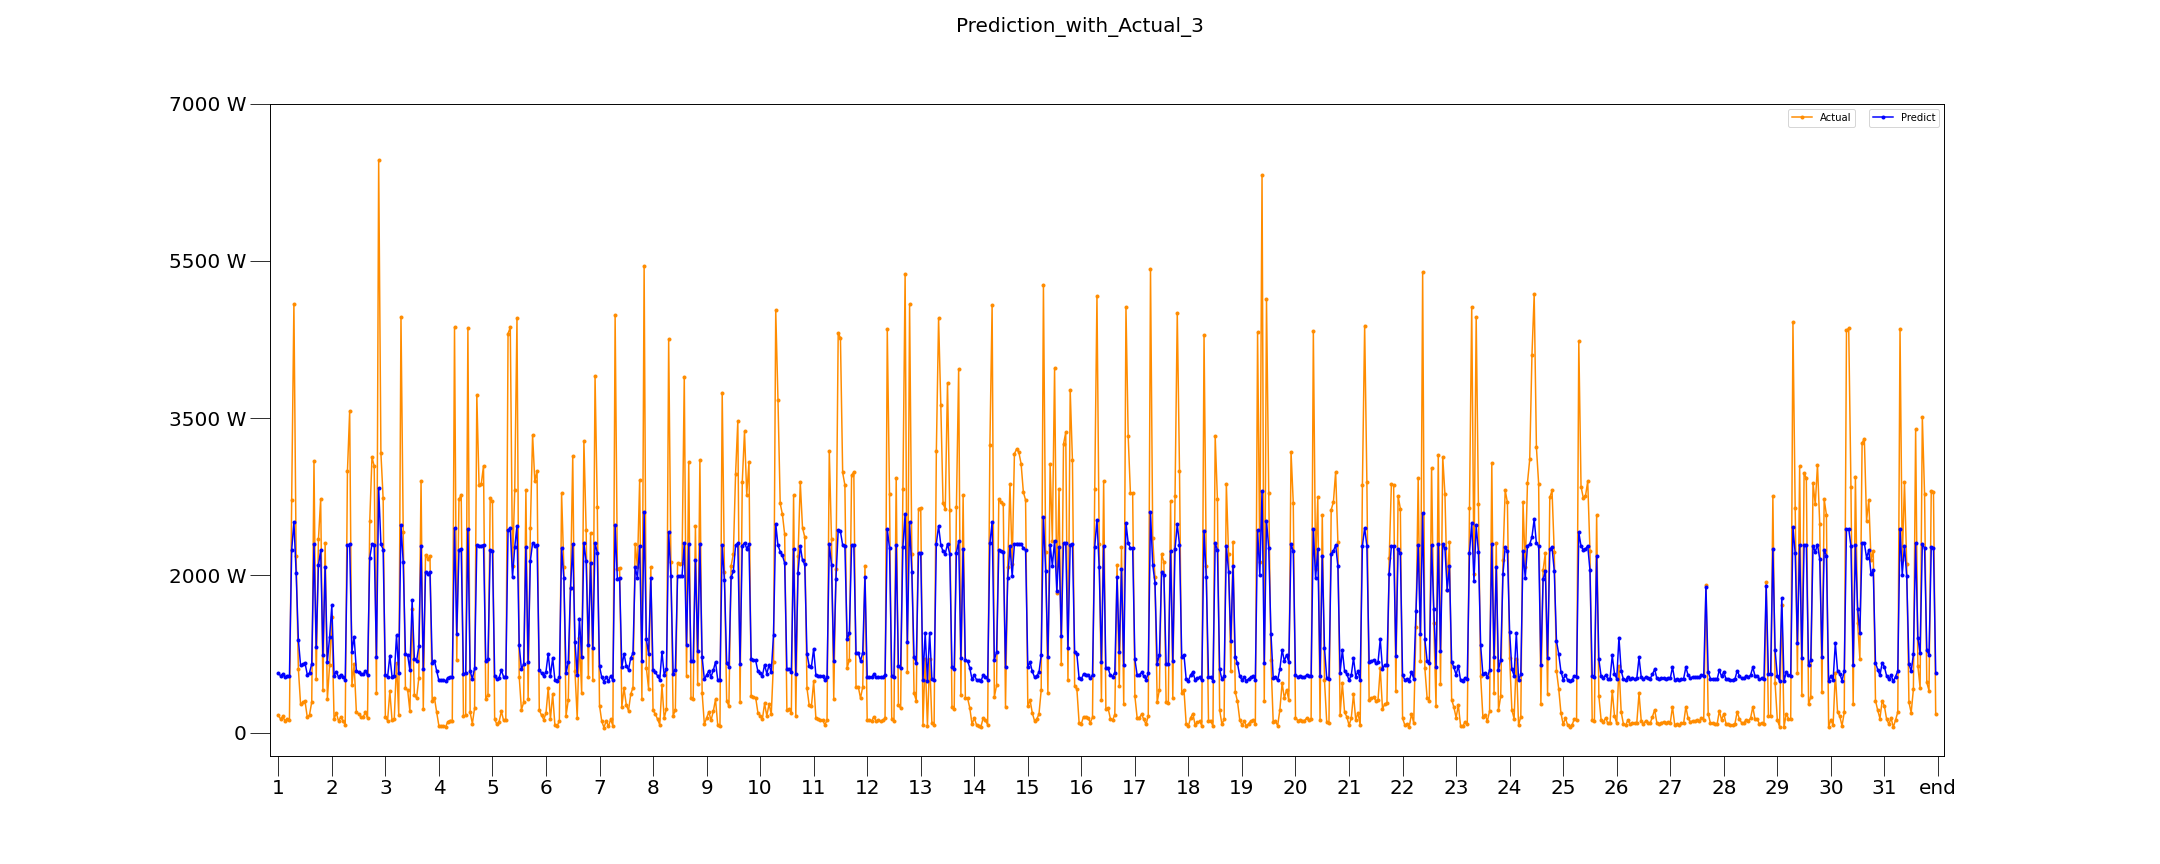 Prediction_with_Actual_3
Actual Predict
7000 W
5500 W
3500 W
2000 W
0
1 2 3 4 5 6 7 8 9 10 11 12 13 14 15 16 17 18 19 20 21 22 23 24 25 26 27 28 29 30 31 end